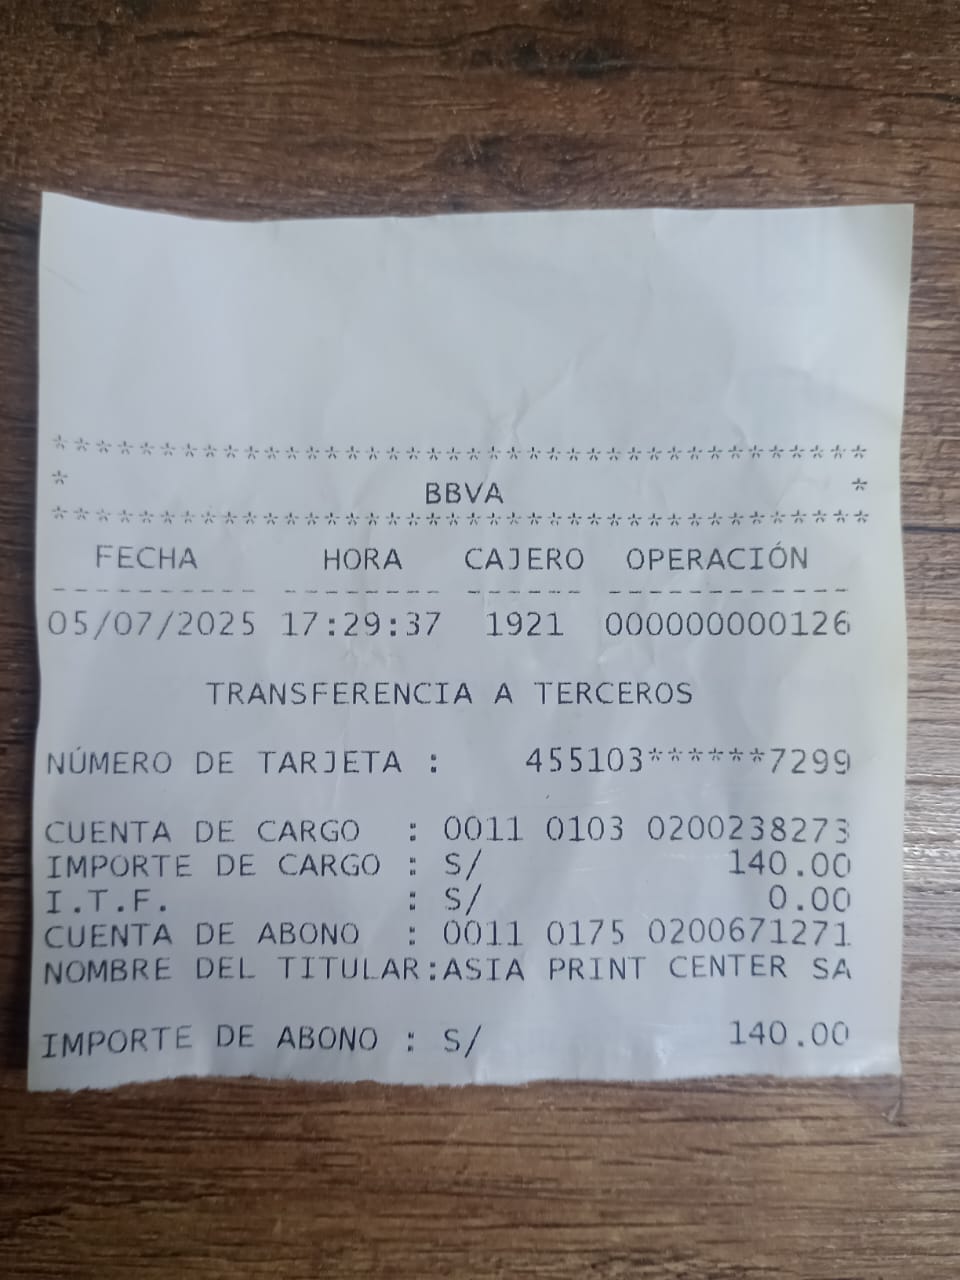 ****************************************
* BBVA *
****************************************
FECHA HORA CAJERO OPERACIÓN
---------- -------- ------ ------------
05/07/2025 17:29:37 1921 000000000126
TRANSFERENCIA A TERCEROS
NÚMERO DE TARJETA : 455103******7299
CUENTA DE CARGO : 0011 0103 0200238273
IMPORTE DE CARGO : S/ 140.00
I.T.F. : S/ 0.00
CUENTA DE ABONO : 0011 0175 0200671271
NOMBRE DEL TITULAR:ASIA PRINT CENTER SA
IMPORTE DE ABONO : S/ 140.00